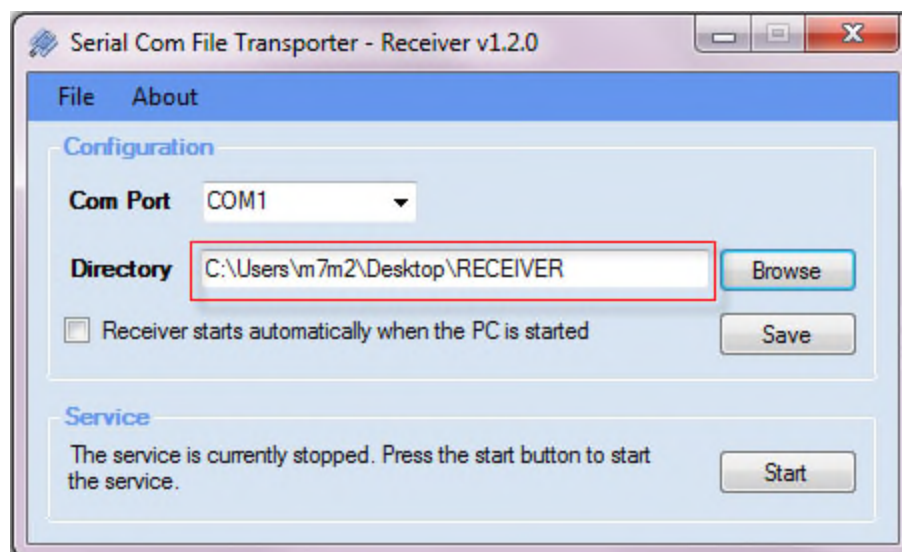 Serial Com File Transporter - Receiver v1.2.0
File About
Configuration
Com Port COM1
Directory C:\Users\m7m2\Desktop\RECEIVER Browse
Receiver starts automatically when the PC is started Save
Service
The service is currently stopped. Press the start button to start
the service.
Start